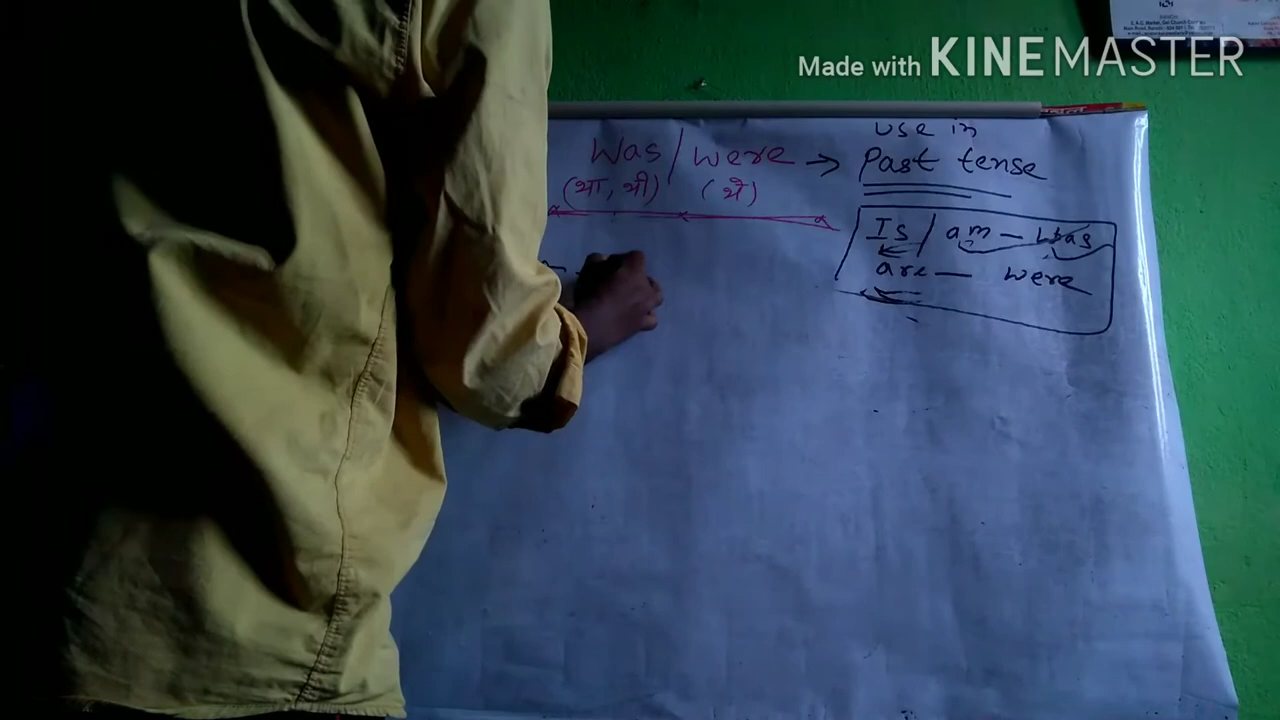 Made with KINEMASTER
Was / were → use in
Past tense
(था, थी) (थे)
Is / am — was
are — were